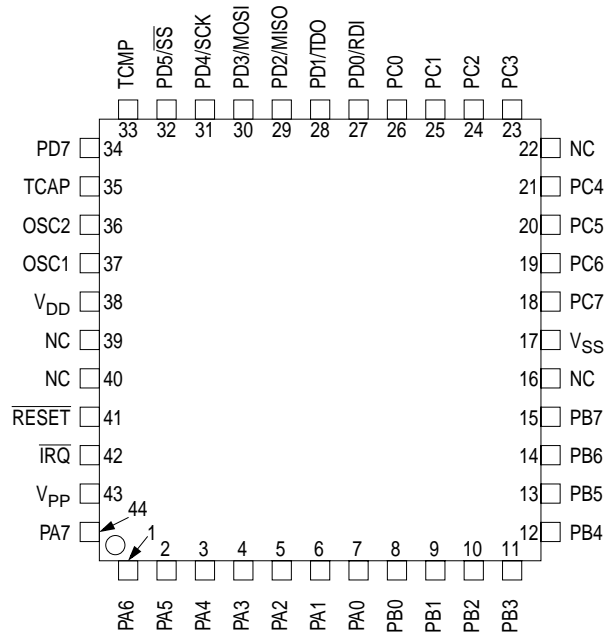 TCMP
PD5/SS
PD4/SCK
PD3/MOSI
PD2/MISO
PD1/TDO
PD0/RDI
PC0
PC1
PC2
PC3
33 32 31 30 29 28 27 26 25 24 23
PD7 34
TCAP 35
OSC2 36
OSC1 37
VDD 38
NC 39
NC 40
RESET 41
IRQ 42
VPP 43
PA7 44
22 NC
21 PC4
20 PC5
19 PC6
18 PC7
17 VSS
16 NC
15 PB7
14 PB6
13 PB5
12 PB4
1 2 3 4 5 6 7 8 9 10 11
PA6
PA5
PA4
PA3
PA2
PA1
PA0
PB0
PB1
PB2
PB3